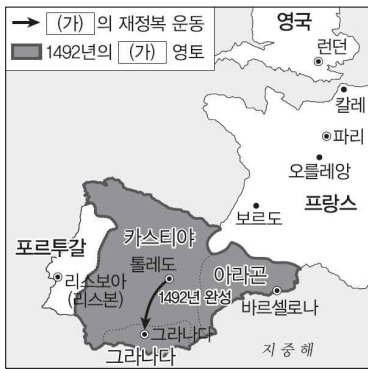 (가) 의 재정복 운동
1492년의 (가) 영토
영국
런던
칼레
파리
오를레앙
프랑스
보르도
포르투갈
카스티야
톨레도
아라곤
리스보아
(리스본)
1492년 완성
바르셀로나
그라나다
그라나다
지중해